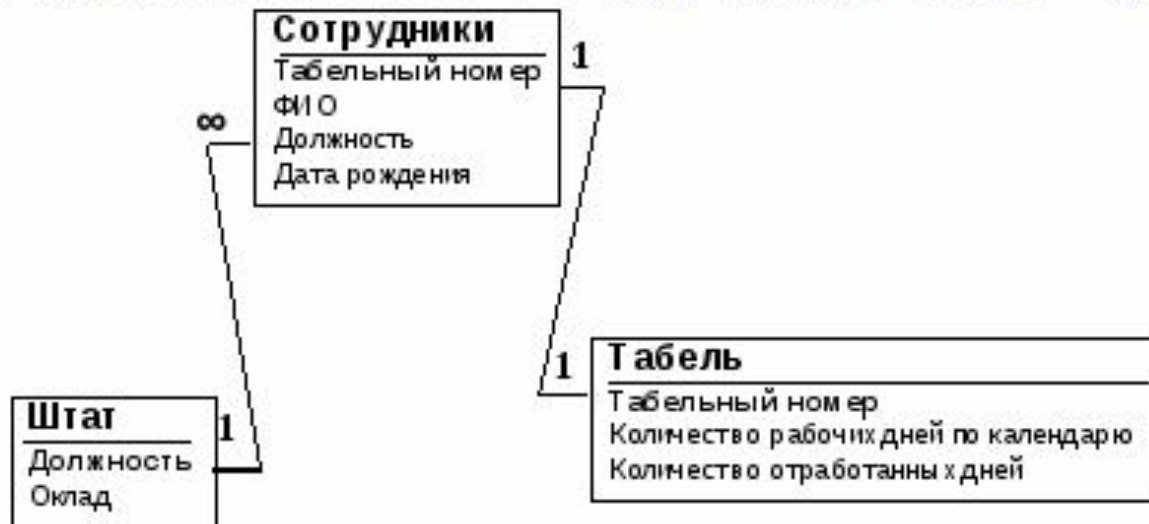 Сотрудники
Табельный номер
ФИО
Должность
Дата рождения
1
∞
Табель
Табельный номер
Количество рабочих дней по календарю
Количество отработанных дней
1
Штат
Должность
Оклад
1